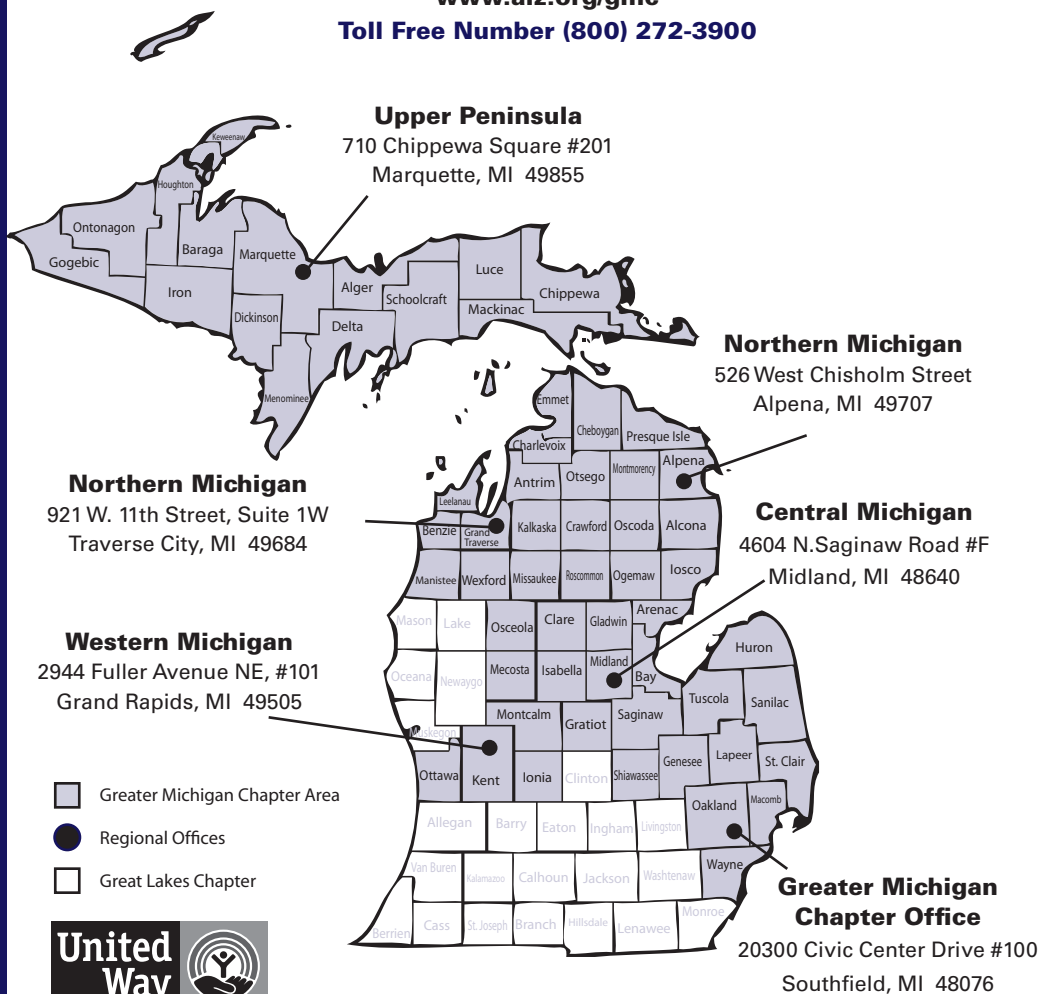 www.alz.org/gmc
Toll Free Number (800) 272-3900
Upper Peninsula
710 Chippewa Square #201
Marquette, MI 49855
Keweenaw
Houghton
Ontonagon
Gogebic
Baraga
Marquette
Iron
Dickinson
Menominee
Alger
Delta
Schoolcraft
Luce
Mackinac
Chippewa
Northern Michigan
526 West Chisholm Street
Alpena, MI 49707
Northern Michigan
921 W. 11th Street, Suite 1W
Traverse City, MI 49684
Central Michigan
4604 N.Saginaw Road #F
Midland, MI 48640
Western Michigan
2944 Fuller Avenue NE, #101
Grand Rapids, MI 49505
Emmet
Cheboygan
Presque Isle
Charlevoix
Antrim
Otsego
Montmorency
Alpena
Leelanau
Benzie
Grand
Traverse
Kalkaska
Crawford
Oscoda
Alcona
Manistee
Wexford
Missaukee
Roscommon
Ogemaw
Iosco
Mason
Lake
Osceola
Clare
Gladwin
Arenac
Oceana
Newaygo
Mecosta
Isabella
Midland
Bay
Huron
Muskegon
Montcalm
Gratiot
Saginaw
Tuscola
Sanilac
Ottawa
Kent
Ionia
Clinton
Shiawassee
Genesee
Lapeer
St. Clair
Allegan
Barry
Eaton
Ingham
Livingston
Oakland
Macomb
Van Buren
Kalamazoo
Calhoun
Jackson
Washtenaw
Wayne
Berrien
Cass
St. Joseph
Branch
Hillsdale
Lenawee
Monroe
Greater Michigan Chapter Area
Regional Offices
Great Lakes Chapter
Greater Michigan
Chapter Office
20300 Civic Center Drive #100
Southfield, MI 48076
United
Way